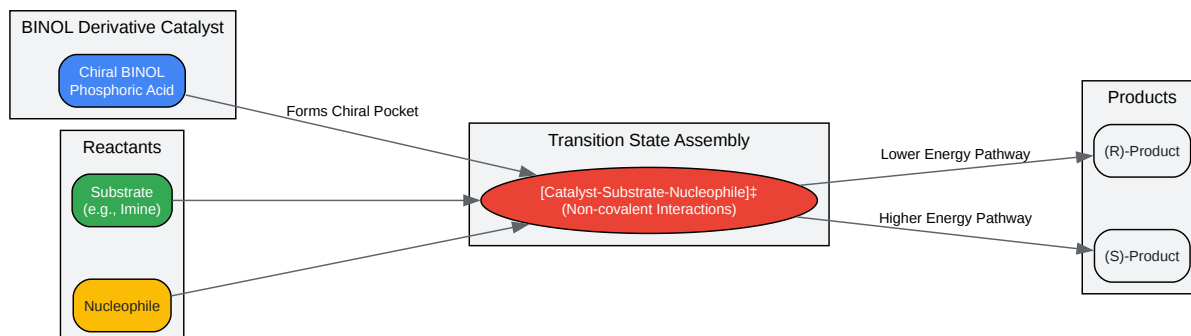 BINOL Derivative Catalyst
Chiral BINOL
Phosphoric Acid
Forms Chiral Pocket
Reactants
Substrate
(e.g., Imine)
Nucleophile
Transition State Assembly
[Catalyst-Substrate-Nucleophile]‡
(Non-covalent Interactions)
Lower Energy Pathway
Higher Energy Pathway
Products
(R)-Product
(S)-Product